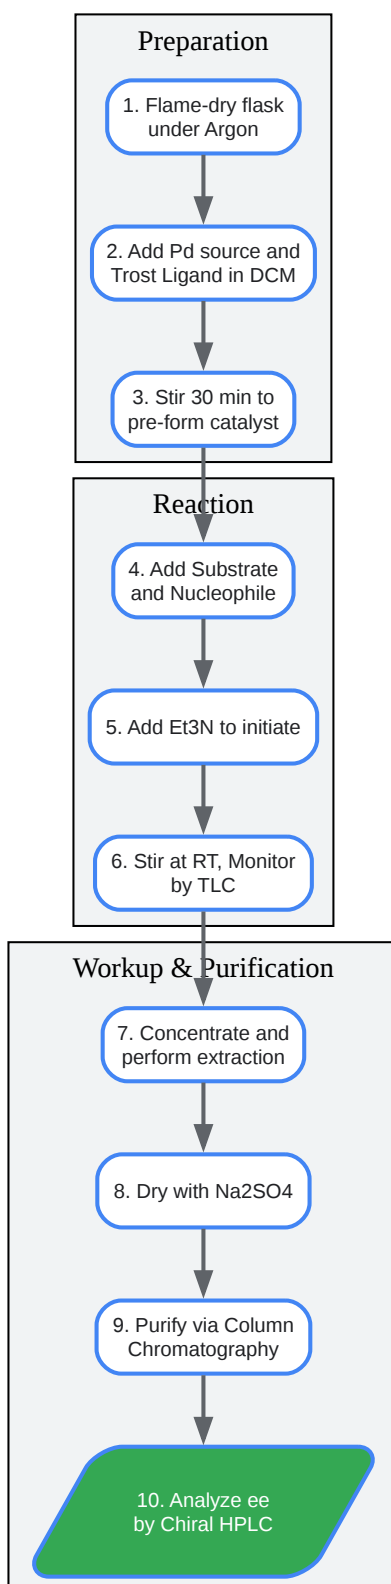 Preparation
1. Flame-dry flask
under Argon
2. Add Pd source and
Trost Ligand in DCM
3. Stir 30 min to
pre-form catalyst
Reaction
4. Add Substrate
and Nucleophile
5. Add Et3N to initiate
6. Stir at RT, Monitor
by TLC
Workup & Purification
7. Concentrate and
perform extraction
8. Dry with Na2SO4
9. Purify via Column
Chromatography
10. Analyze ee
by Chiral HPLC